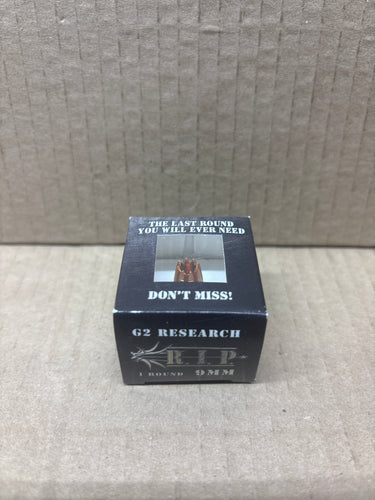 THE LAST ROUND
YOU WILL EVER NEED
DON'T MISS!
G2 RESEARCH
R.I.P.
1 ROUND 9MM